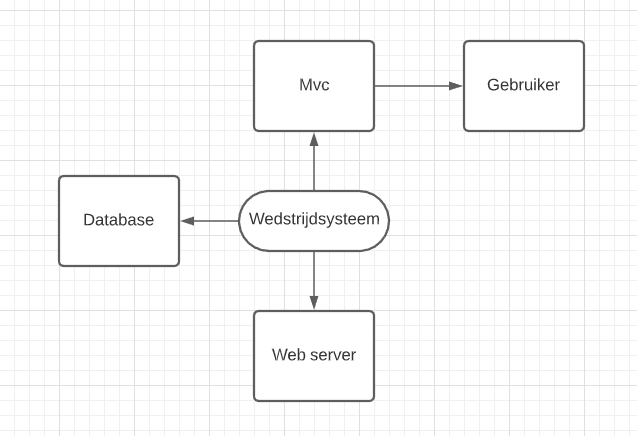 Mvc
Gebruiker
Database
Wedstrijdsysteem
Web server